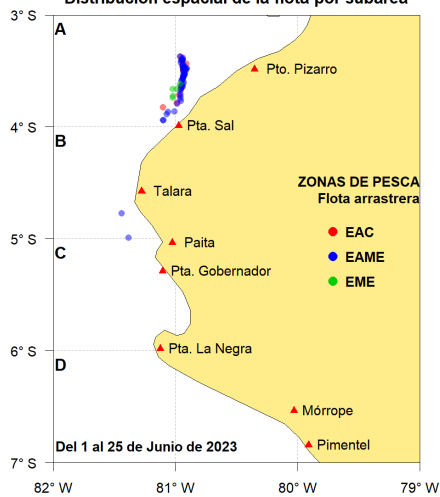 Distribución espacial de la flota por subárea
3° S
A
Pto. Pizarro
Pta. Sal
4° S
B
ZONAS DE PESCA
Flota arrastrera
Talara
EAC
5° S
Paita
C
EAME
Pta. Gobernador
EME
6° S
Pta. La Negra
D
Mórrope
Del 1 al 25 de Junio de 2023
Pimentel
7° S
82° W
81° W
80° W
79° W